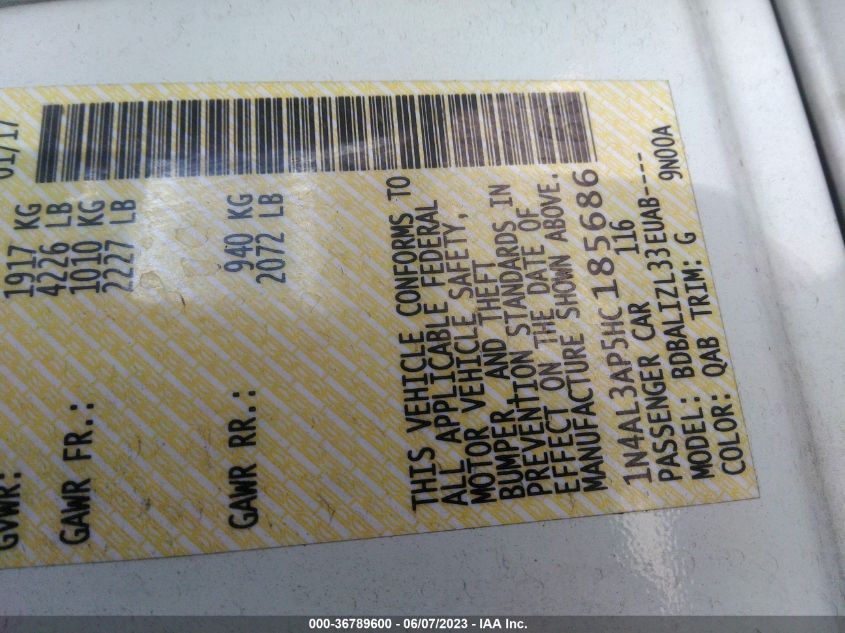 01/17
GVWR: 1917 KG
4226 LB
GAWR FR.: 1010 KG
2227 LB
GAWR RR.: 940 KG
2072 LB
THIS VEHICLE CONFORMS TO
ALL APPLICABLE FEDERAL
MOTOR VEHICLE SAFETY,
BUMPER AND THEFT
PREVENTION STANDARDS IN
EFFECT ON THE DATE OF
MANUFACTURE SHOWN ABOVE.
1N4AL3AP5HC185686
PASSENGER CAR 116
MODEL: BDBALIZL33EUAB----
COLOR: QAB TRIM: G 9N00A
000-36789600 - 06/07/2023 - IAA Inc.